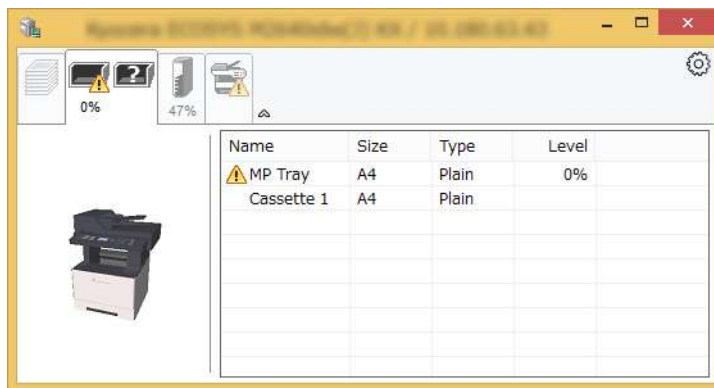 ?
0%
47%
Name Size Type Level
MP Tray A4 Plain 0%
Cassette 1 A4 Plain